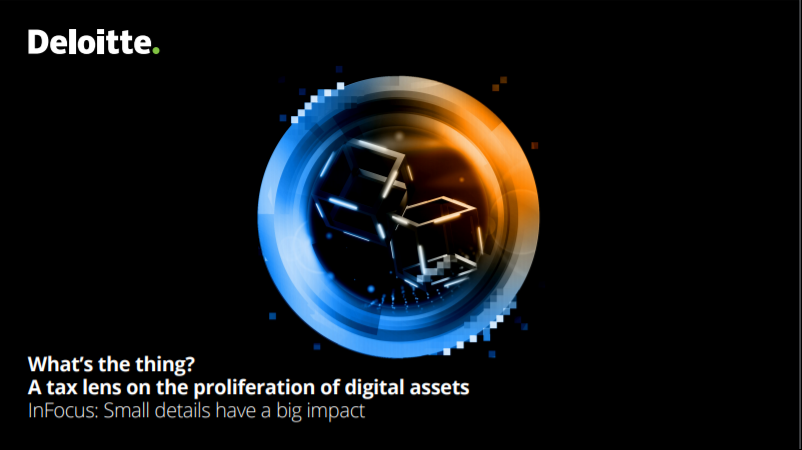 Deloitte.
What's the thing?
A tax lens on the proliferation of digital assets
InFocus: Small details have a big impact